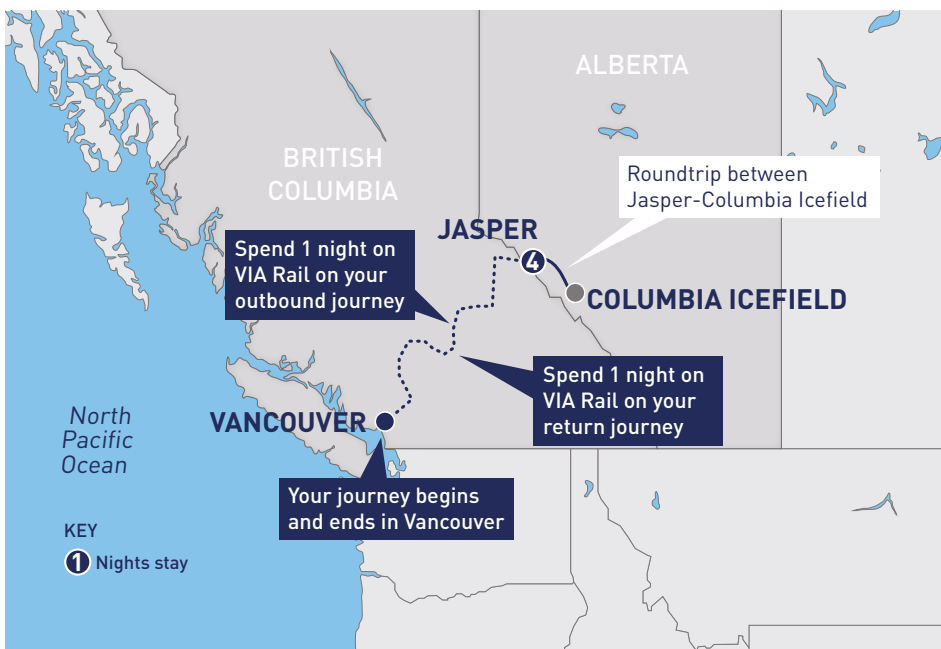 ALBERTA
BRITISH
COLUMBIA
Roundtrip between
Jasper-Columbia Icefield
JASPER
4
Spend 1 night on
VIA Rail on your
outbound journey
COLUMBIA ICEFIELD
Spend 1 night on
VIA Rail on your
return journey
VANCOUVER
North
Pacific
Ocean
Your journey begins
and ends in Vancouver
KEY
1 Nights stay